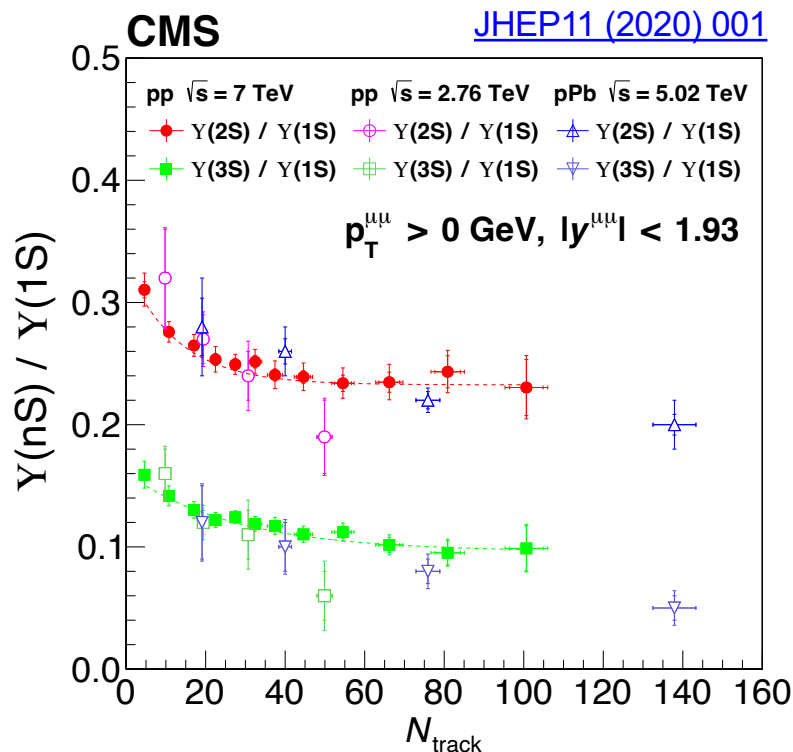 CMS JHEP11 (2020) 001
pp √s = 7 TeV pp √s = 2.76 TeV pPb √s = 5.02 TeV
ϒ(2S) / ϒ(1S) ϒ(2S) / ϒ(1S) ϒ(2S) / ϒ(1S)
ϒ(3S) / ϒ(1S) ϒ(3S) / ϒ(1S) ϒ(3S) / ϒ(1S)
p_T^μμ > 0 GeV, |y^μμ| < 1.93
ϒ(nS) / ϒ(1S)
0.5
0.4
0.3
0.2
0.1
0.0
0 20 40 60 80 100 120 140 160
N_track